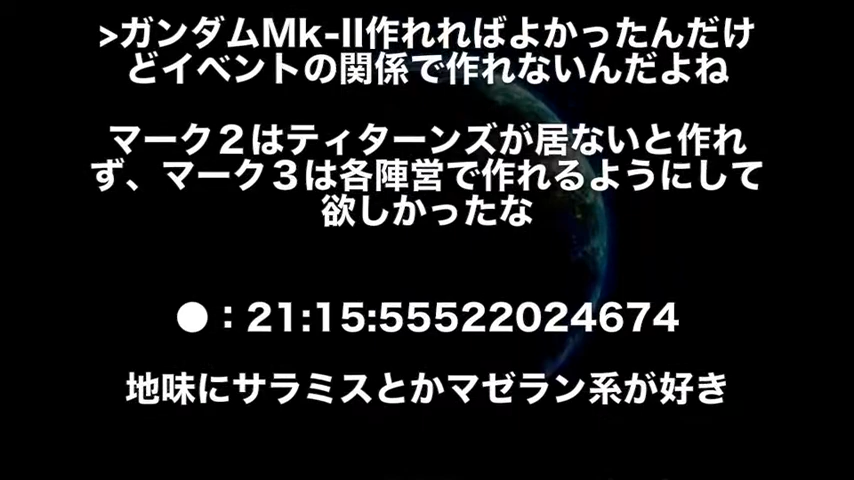 >ガンダムMk-II作れればよかったんだけ
どイベントの関係で作れないんだよね
マーク２はティターンズが居ないと作れ
ず、マーク３は各陣営で作れるようにして
欲しかったな
●：21:15:55522024674
地味にサラミスとかマゼラン系が好き